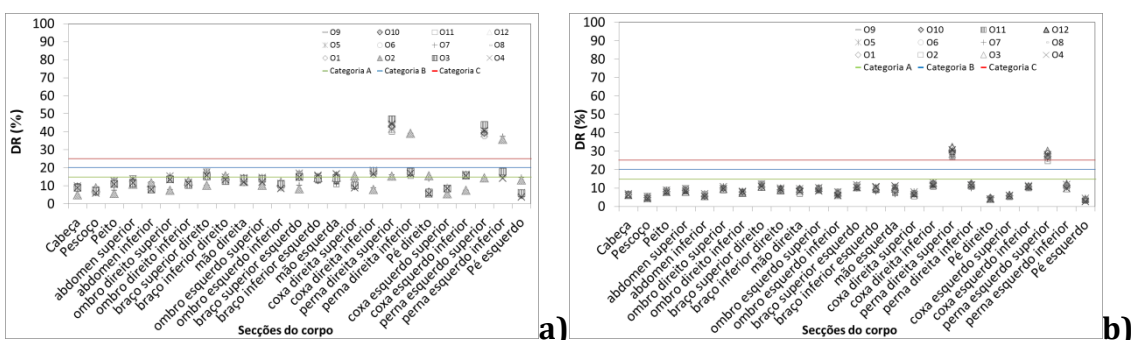 100
90
80
70
60
50
40
30
20
10
0
DR (%)
O9 O10 O11 O12
O5 O6 O7 O8
O1 O2 O3 O4
Categoria A Categoria B Categoria C
Cabeça
Pescoço
Peito
abdomen superior
abdomen inferior
ombro direito superior
ombro direito inferior
braço superior direito
braço inferior direito
mão direita
ombro esquerdo superior
ombro esquerdo inferior
braço superior esquerdo
braço inferior esquerdo
mão esquerda
coxa direita superior
coxa direita inferior
perna direita superior
perna direita inferior
Pé direito
coxa esquerdo superior
coxa esquerdo inferior
perna esquerdo superior
perna esquerdo inferior
Pé esquerdo
Secções do corpo
a)
100
90
80
70
60
50
40
30
20
10
0
DR (%)
O9 O10 O11 O12
O5 O6 O7 O8
O1 O2 O3 O4
Categoria A Categoria B Categoria C
Cabeça
Pescoço
Peito
abdomen superior
abdomen inferior
ombro direito superior
ombro direito inferior
braço superior direito
braço inferior direito
mão direita
ombro esquerdo superior
ombro esquerdo inferior
braço superior esquerdo
braço inferior esquerdo
mão esquerda
coxa direita superior
coxa direita inferior
perna direita superior
perna direita inferior
Pé direito
coxa esquerdo superior
coxa esquerdo inferior
perna esquerdo superior
perna esquerdo inferior
Pé esquerdo
Secções do corpo
b)